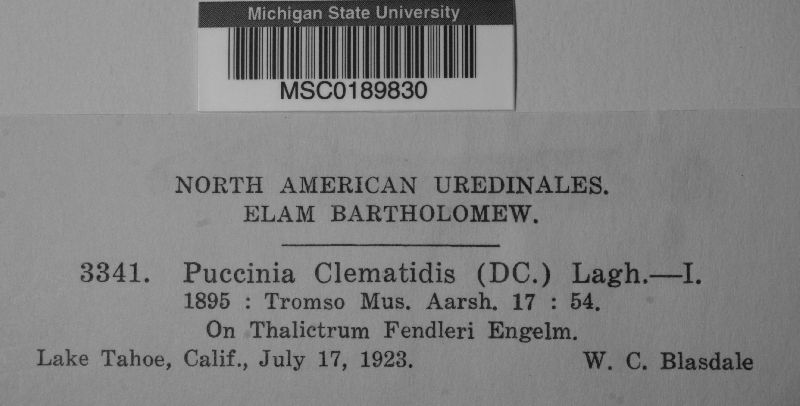 Michigan State University
MSC0189830
NORTH AMERICAN UREDINALES.
ELAM BARTHOLOMEW.
3341. Puccinia Clematidis (DC.) Lagh.—I.
1895 : Tromso Mus. Aarsh. 17 : 54.
On Thalictrum Fendleri Engelm.
Lake Tahoe, Calif., July 17, 1923. W. C. Blasdale